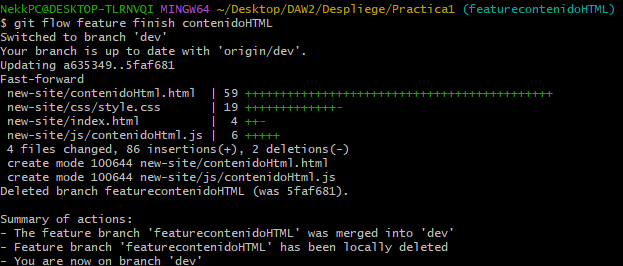 NekkPC@DESKTOP-TLRNVQI MINGW64 ~/Desktop/DAW2/Despliege/Practica1 (featurecontenidoHTML)
$ git flow feature finish contenidoHTML
Switched to branch 'dev'
Your branch is up to date with 'origin/dev'.
Updating a635349..5faf681
Fast-forward
 new-site/contenidoHtml.html  | 59 +++++++++++++++++++++++++++++++++++++++++++++
 new-site/css/style.css       | 19 +++++++++++++-
 new-site/index.html          |  4 ++-
 new-site/js/contenidoHtml.js |  6 +++++
 4 files changed, 86 insertions(+), 2 deletions(-)
 create mode 100644 new-site/contenidoHtml.html
 create mode 100644 new-site/js/contenidoHtml.js
Deleted branch featurecontenidoHTML (was 5faf681).
Summary of actions:
- The feature branch 'featurecontenidoHTML' was merged into 'dev'
- Feature branch 'featurecontenidoHTML' has been locally deleted
- You are now on branch 'dev'